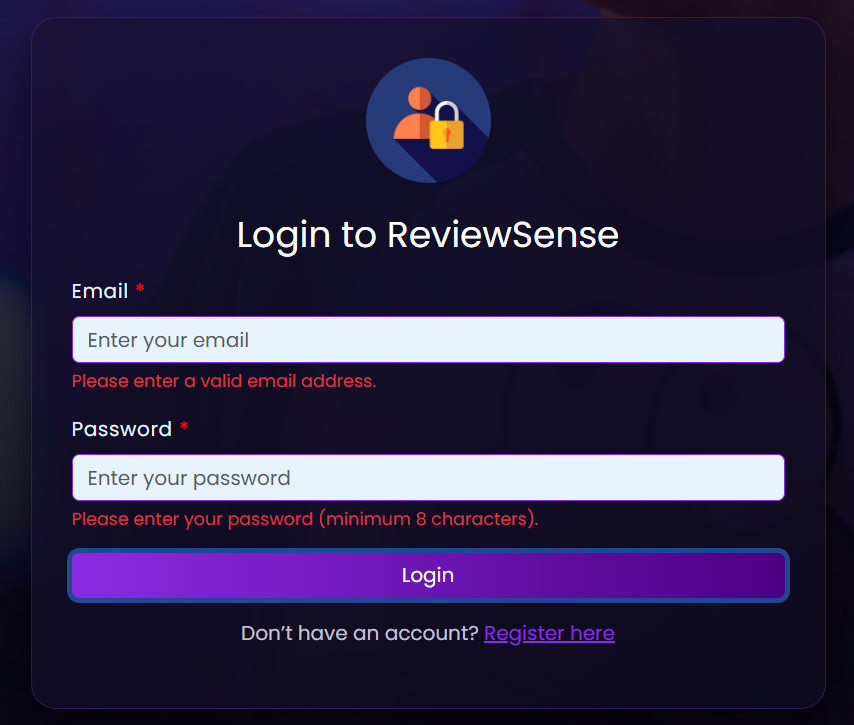 Login to ReviewSense
Email *
Enter your email
Please enter a valid email address.
Password *
Enter your password
Please enter your password (minimum 8 characters).
Login
Don’t have an account? Register here